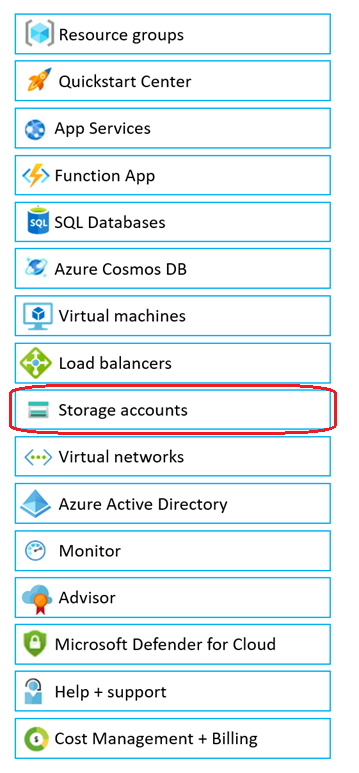 Resource groups
Quickstart Center
App Services
Function App
SQL SQL Databases
Azure Cosmos DB
Virtual machines
Load balancers
Storage accounts
Virtual networks
Azure Active Directory
Monitor
Advisor
Microsoft Defender for Cloud
Help + support
Cost Management + Billing